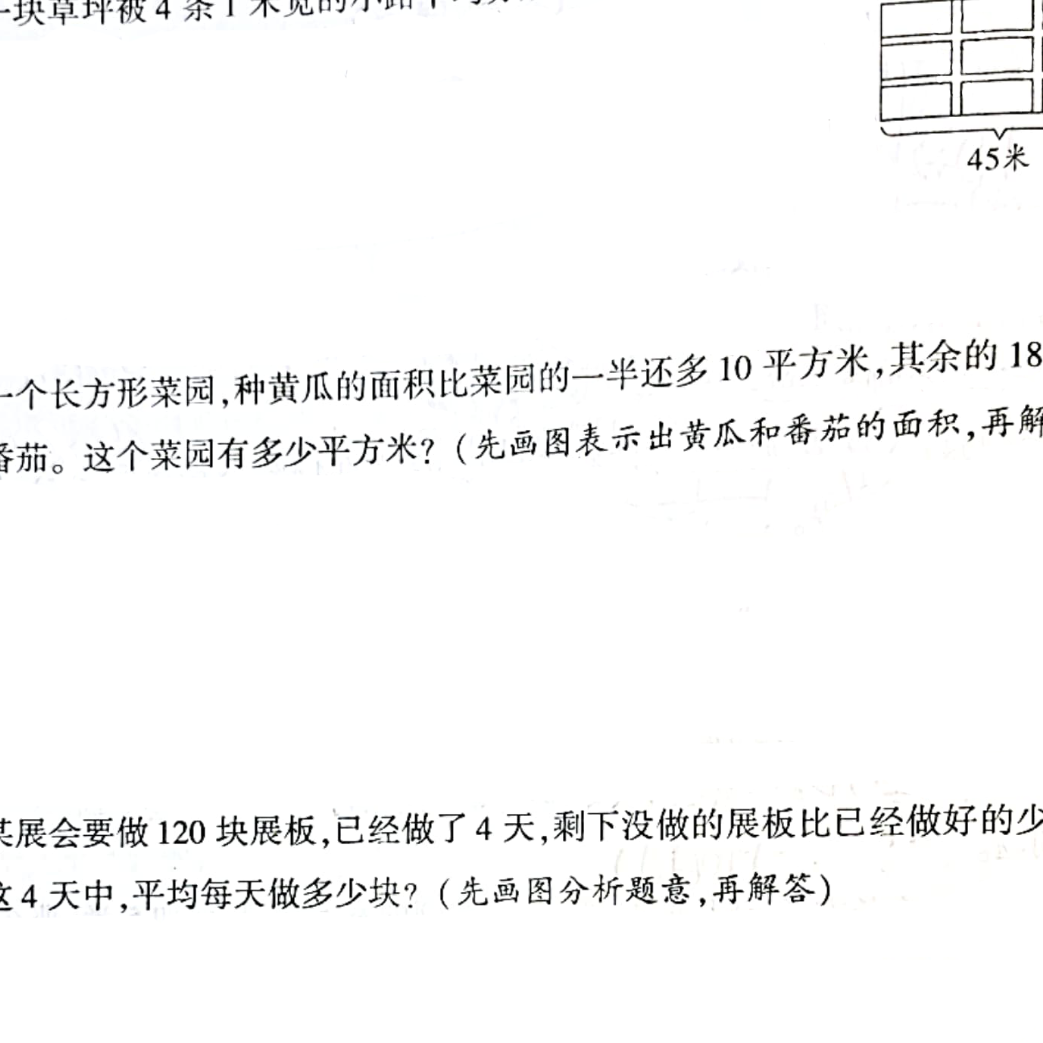 块草坪被4条1米宽的小路
45米
一个长方形菜园,种黄瓜的面积比菜园的一半还多10平方米,其余的18
番茄。这个菜园有多少平方米?(先画图表示出黄瓜和番茄的面积,再解
某展会要做120块展板,已经做了4天,剩下没做的展板比已经做好的少
这4天中,平均每天做多少块?(先画图分析题意,再解答)